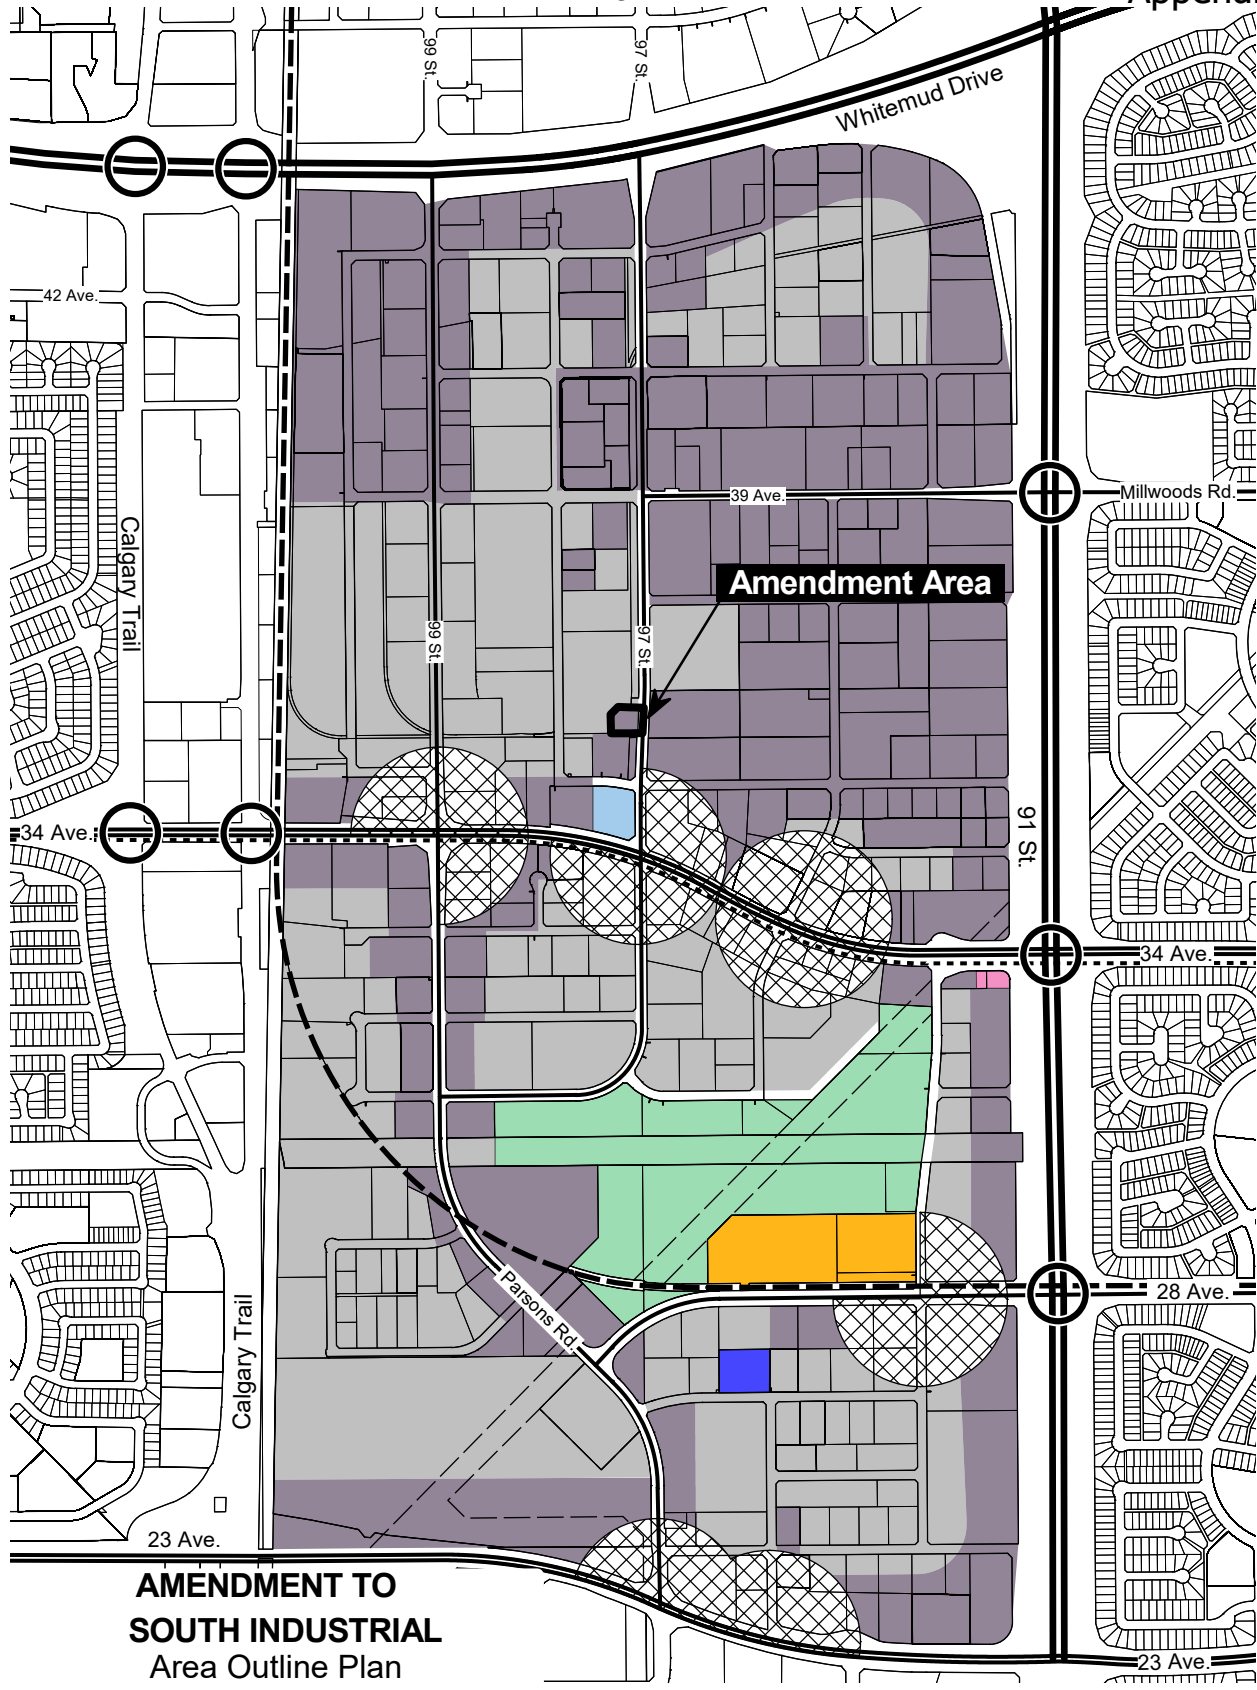 99 St.
97 St.
Whitemud Drive
42 Ave.
39 Ave.
Millwoods Rd.
Calgary Trail
Amendment Area
99 St.
97 St.
34 Ave.
91 St.
34 Ave.
28 Ave.
Parsons Rd.
Calgary Trail
23 Ave.
AMENDMENT TO
SOUTH INDUSTRIAL
Area Outline Plan
23 Ave.